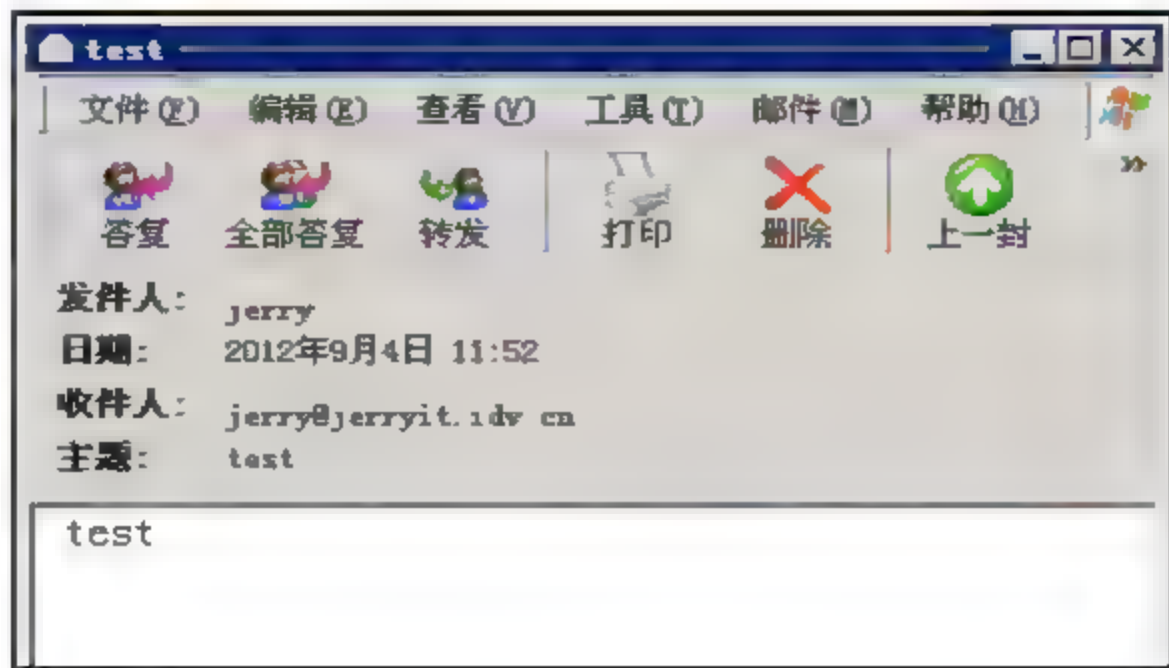 test
文件(F) 编辑(E) 查看(V) 工具(T) 邮件(M) 帮助(H)
答复 全部答复 转发 打印 删除 上一封
发件人: jerry
日期: 2012年9月4日 11:52
收件人: jerry@jerryit.idv.cn
主题: test
test